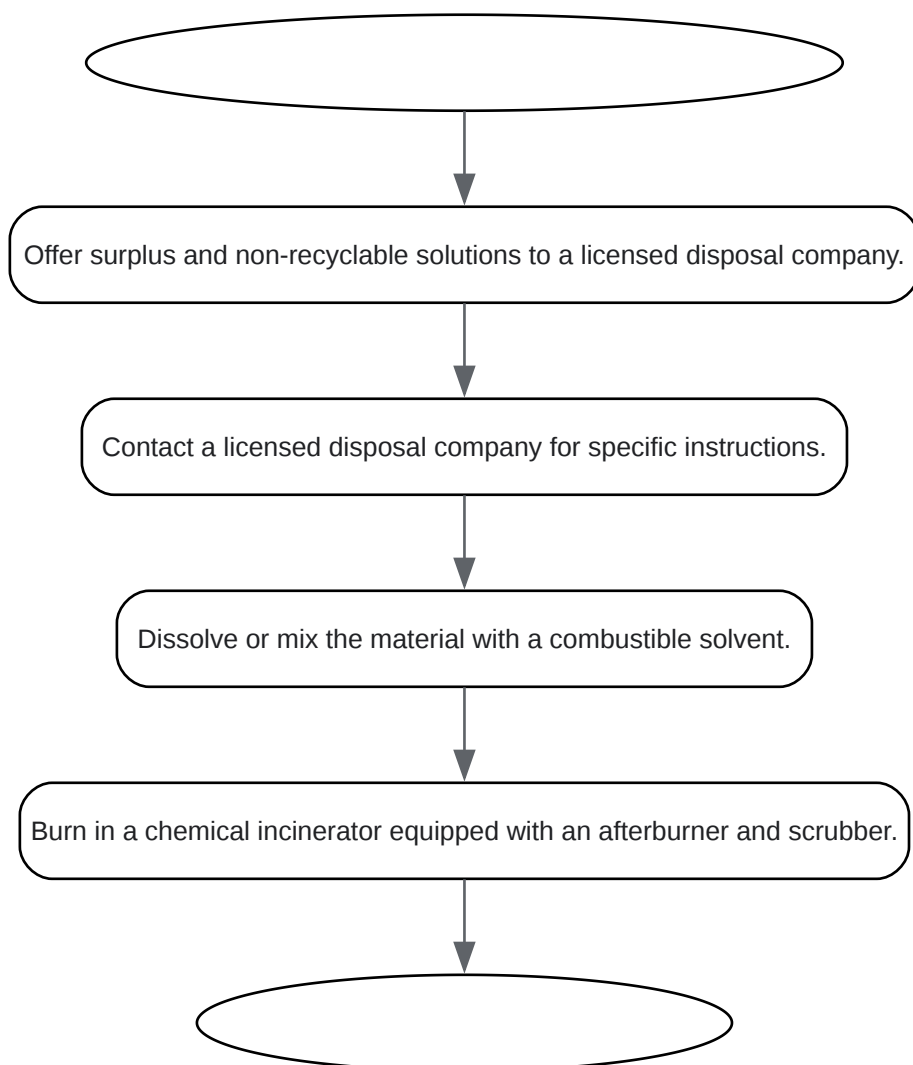 Offer surplus and non-recyclable solutions to a licensed disposal company.
Contact a licensed disposal company for specific instructions.
Dissolve or mix the material with a combustible solvent.
Burn in a chemical incinerator equipped with an afterburner and scrubber.